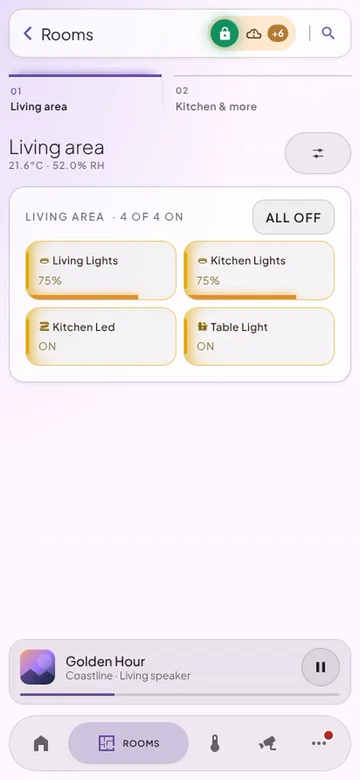 Rooms
+6
01
Living area
02
Kitchen & more
Living area
21.6°C · 52.0% RH
LIVING AREA · 4 OF 4 ON
ALL OFF
Living Lights
75%
Kitchen Lights
75%
Kitchen Led
ON
Table Light
ON
Golden Hour
Coastline · Living speaker
ROOMS